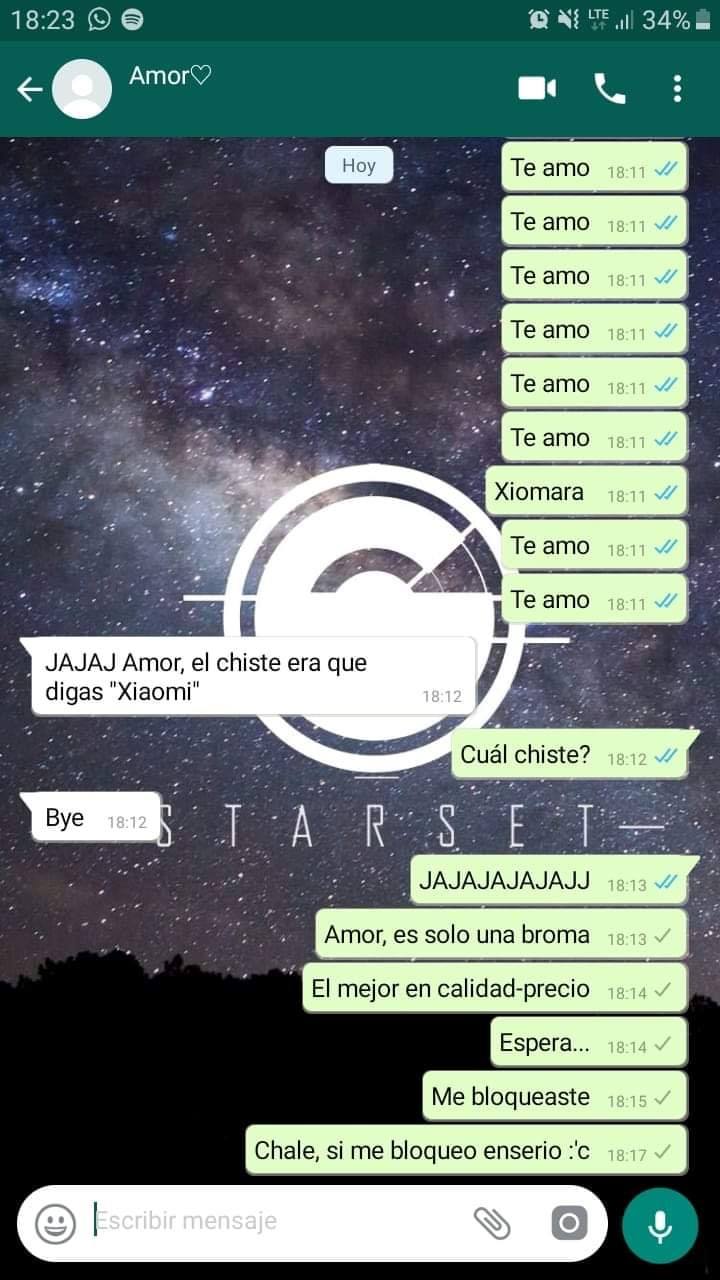 18:23 LTE 34%
Amor♡
Hoy
Te amo 18:11
Te amo 18:11
Te amo 18:11
Te amo 18:11
Te amo 18:11
Te amo 18:11
Xiomara 18:11
Te amo 18:11
Te amo 18:11
JAJAJ Amor, el chiste era que
digas "Xiaomi" 18:12
Cuál chiste? 18:12
Bye 18:12
STARSET
JAJAJAJAJAJJ 18:13
Amor, es solo una broma 18:13
El mejor en calidad-precio 18:14
Espera... 18:14
Me bloqueaste 18:15
Chale, si me bloqueo enserio :'c 18:17
Escribir mensaje